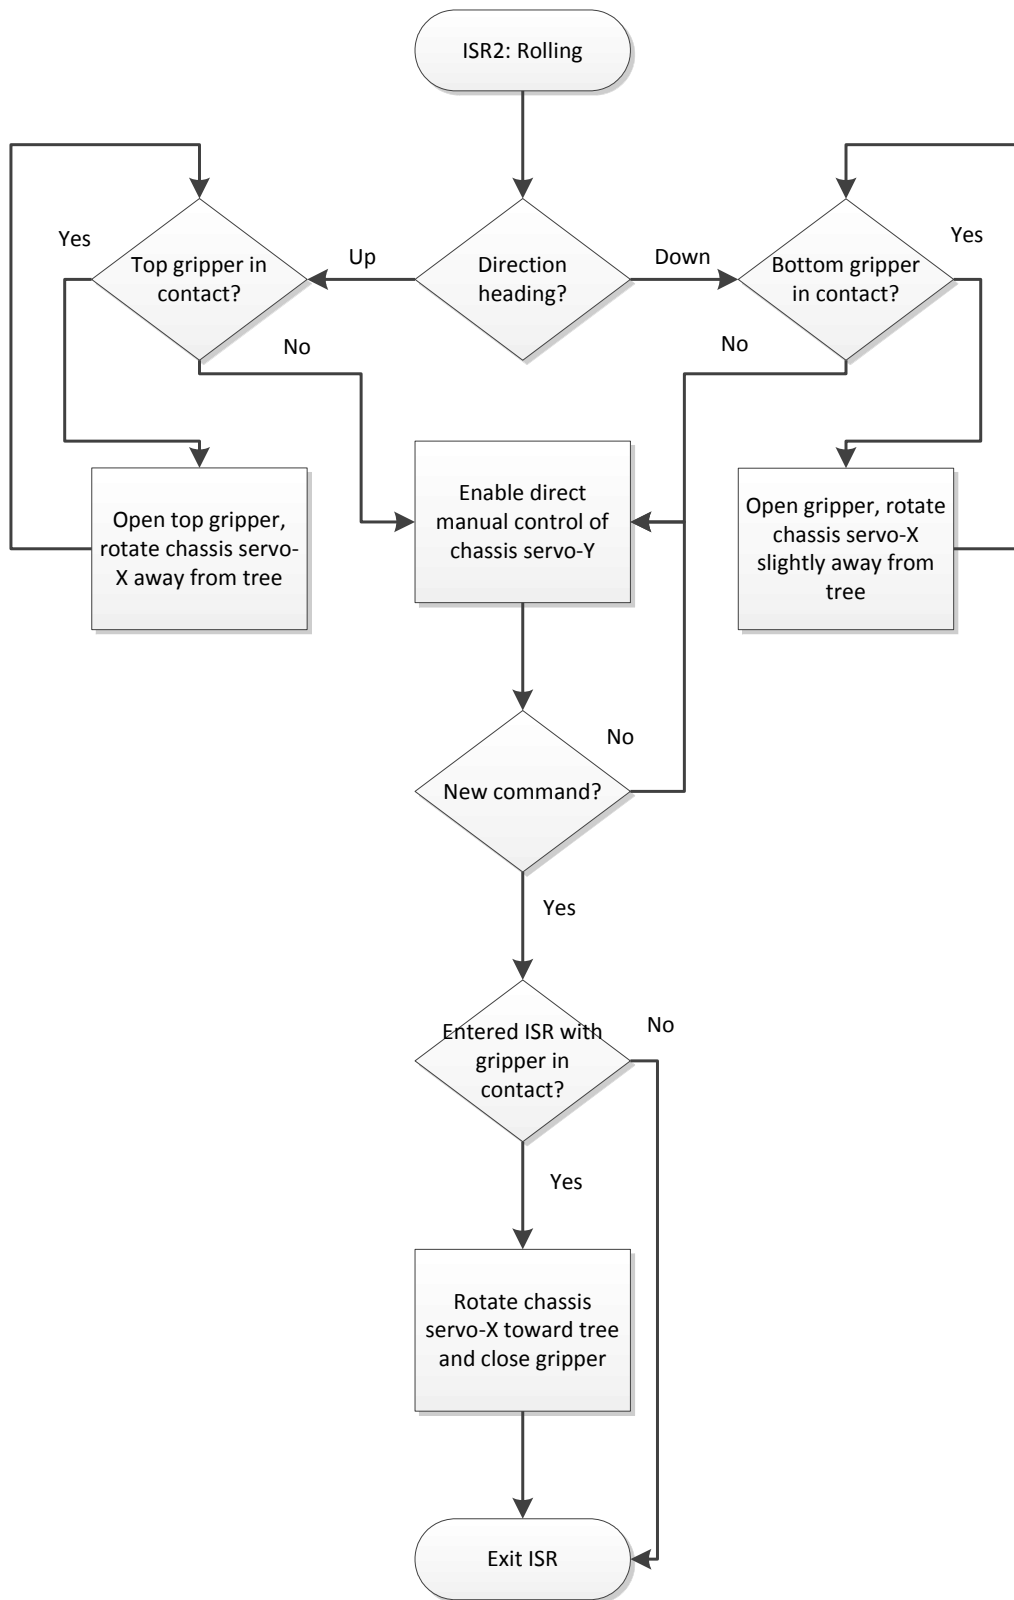 ISR2: Rolling
Yes
Top gripper in
contact?
Up
Direction
heading?
Down
Bottom gripper
in contact?
Yes
No
No
Open top gripper,
rotate chassis servo-
X away from tree
Enable direct
manual control of
chassis servo-Y
Open gripper, rotate
chassis servo-X
slightly away from
tree
No
New command?
Yes
Entered ISR with
gripper in
contact?
No
Yes
Rotate chassis
servo-X toward tree
and close gripper
Exit ISR